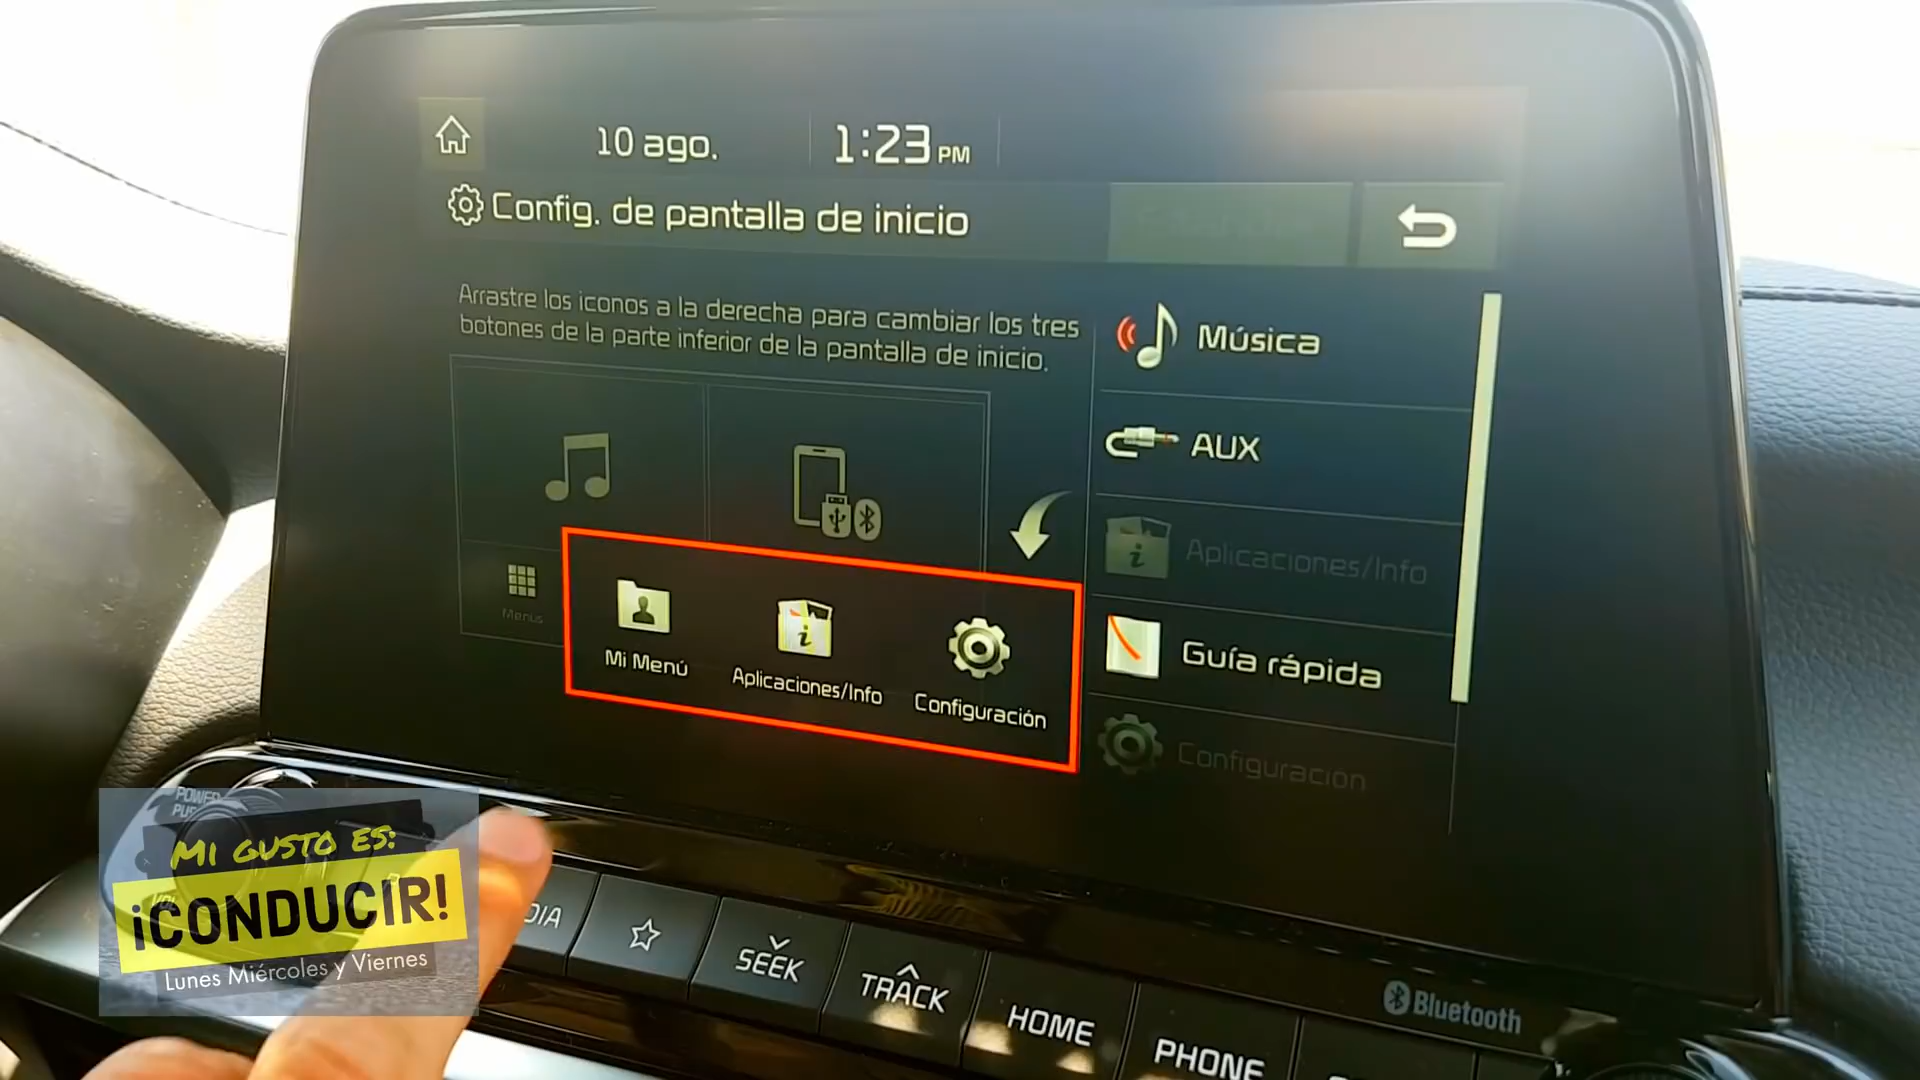 10 ago.
1:23 PM
Config. de pantalla de inicio
Arrastre los iconos a la derecha para cambiar los tres
botones de la parte inferior de la pantalla de inicio.
Música
AUX
Aplicaciones/Info
Guía rápida
Configuración
Menús
Mi Menú
Aplicaciones/Info
Configuración
POWER
MI GUSTO ES:
¡CONDUCIR!
Lunes Miércoles y Viernes
SEEK
TRACK
HOME
PHONE
Bluetooth